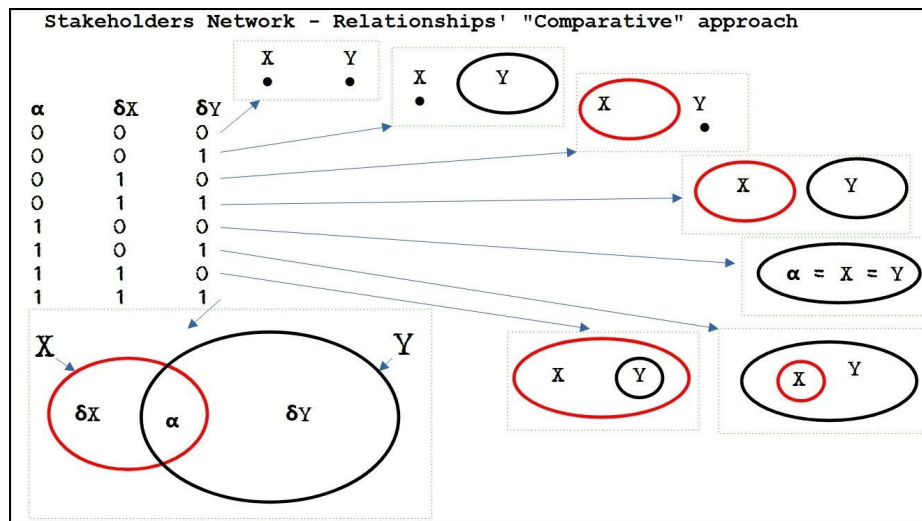 Stakeholders Network - Relationships' "Comparative" approach
X Y
X Y
X Y
X Y
α = X = Y
α δX δY
0 0 0
0 0 1
0 1 0
0 1 1
1 0 0
1 0 1
1 1 0
1 1 1
X Y
δX α δY
X Y
X Y